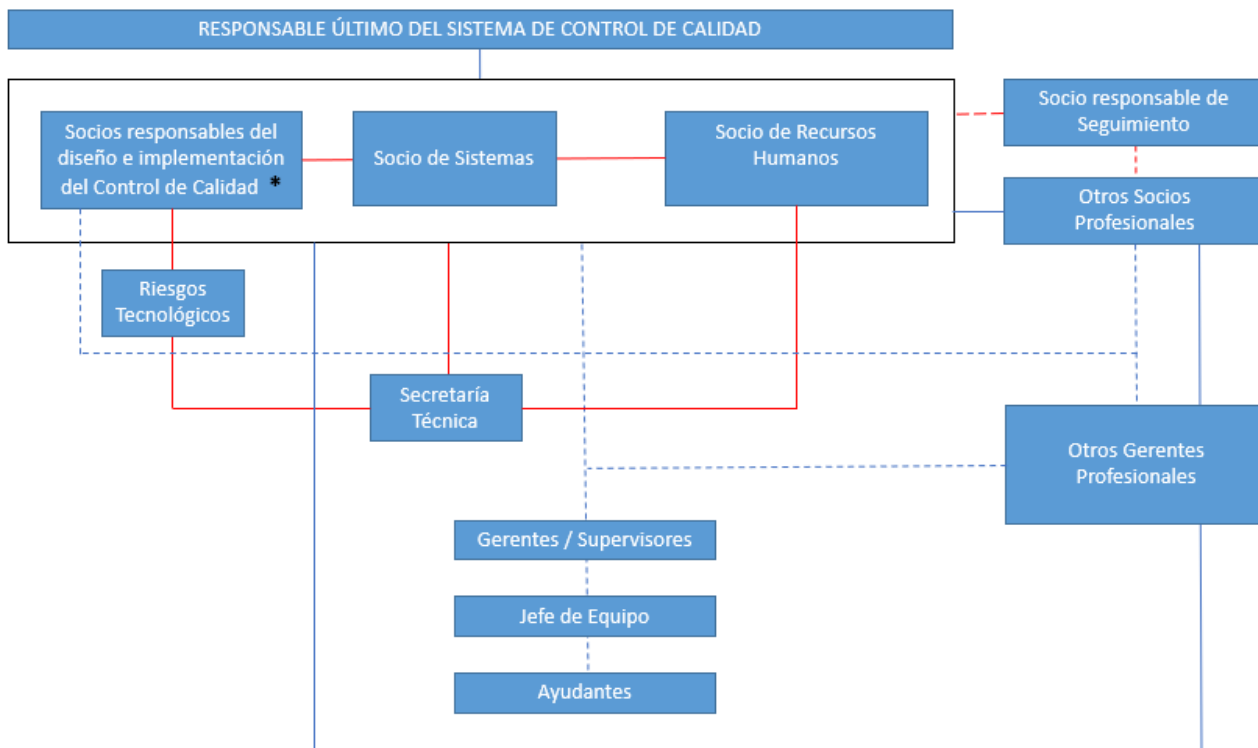 RESPONSABLE ÚLTIMO DEL SISTEMA DE CONTROL DE CALIDAD
Socios responsables del
diseño e implementación
del Control de Calidad *
Socio de Sistemas
Socio de Recursos
Humanos
Socio responsable de
Seguimiento
Otros Socios
Profesionales
Riesgos
Tecnológicos
Secretaría
Técnica
Otros Gerentes
Profesionales
Gerentes / Supervisores
Jefe de Equipo
Ayudantes